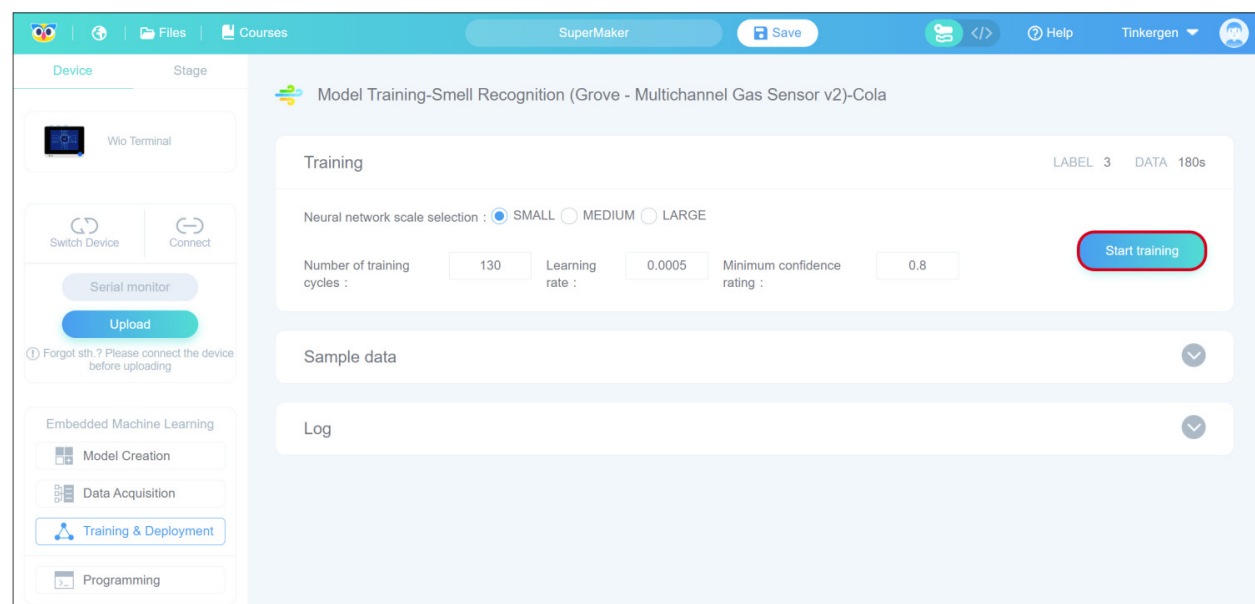 Files
Courses
SuperMaker
Save
</>
Help
Tinkergen
Device
Stage
Wio Terminal
Switch Device
Connect
Serial monitor
Upload
Forgot sth.? Please connect the device
before uploading
Embedded Machine Learning
Model Creation
Data Acquisition
Training & Deployment
Programming
Model Training-Smell Recognition (Grove - Multichannel Gas Sensor v2)-Cola
Training
LABEL 3 DATA 180s
Neural network scale selection : SMALL MEDIUM LARGE
Number of training
cycles :
130
Learning
rate :
0.0005
Minimum confidence
rating :
0.8
Start training
Sample data
Log